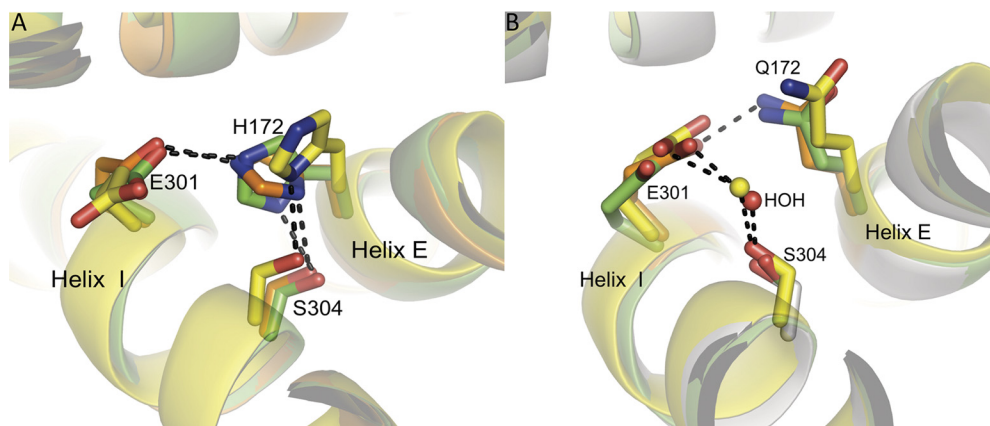 A
H172
E301
Helix E
Helix I
S304
B
Q172
E301
HOH
Helix E
S304
Helix I